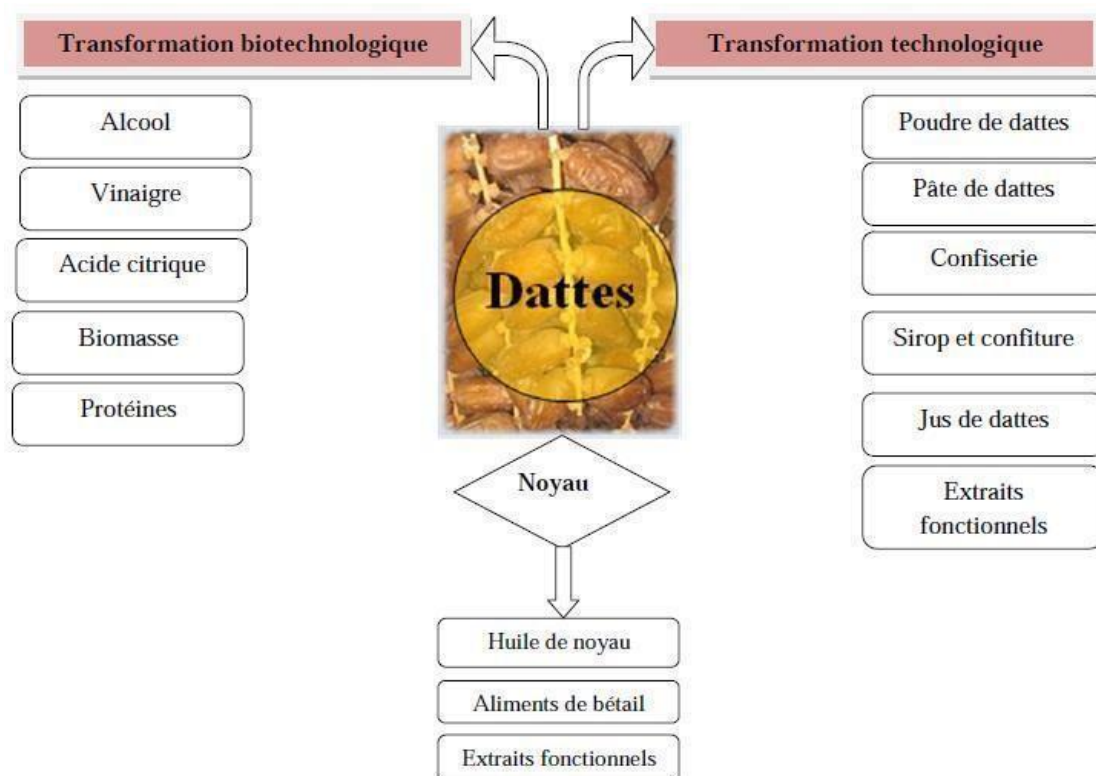 Transformation biotechnologique
Transformation technologique
Alcool
Vinaigre
Acide citrique
Biomasse
Protéines
Dattes
Poudre de dattes
Pâte de dattes
Confiserie
Sirop et confiture
Jus de dattes
Extraits
fonctionnels
Noyau
Huile de noyau
Aliments de bétail
Extraits fonctionnels